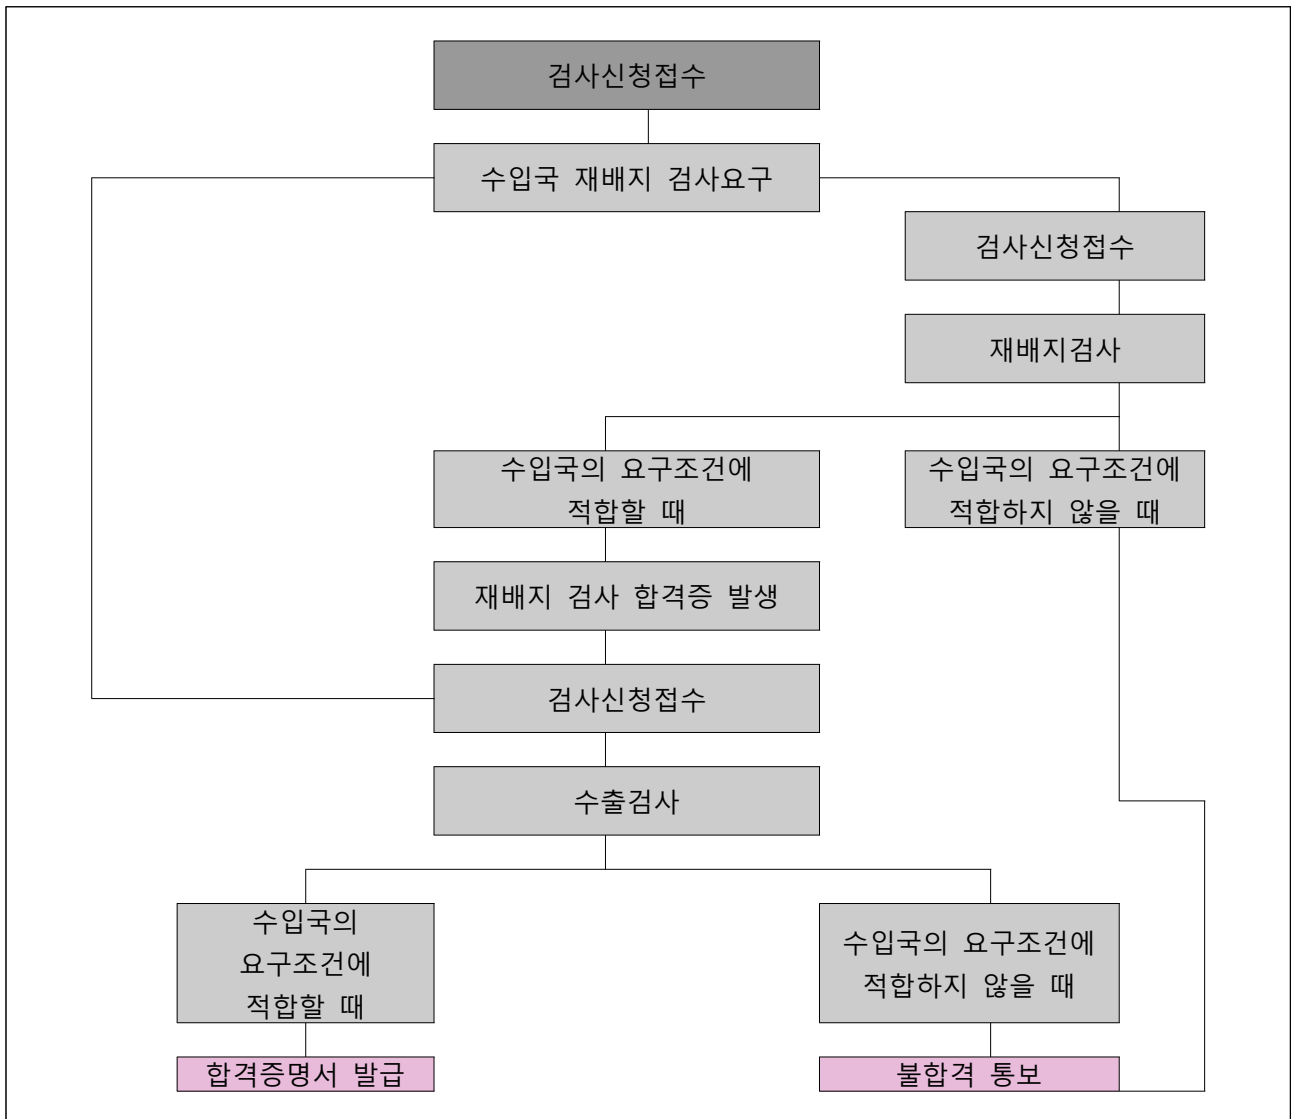 검사신청접수
수입국 재배지 검사요구
검사신청접수
재배지검사
수입국의 요구조건에
적합할 때
수입국의 요구조건에
적합하지 않을 때
재배지 검사 합격증 발생
검사신청접수
수출검사
수입국의
요구조건에
적합할 때
수입국의 요구조건에
적합하지 않을 때
합격증명서 발급
불합격 통보